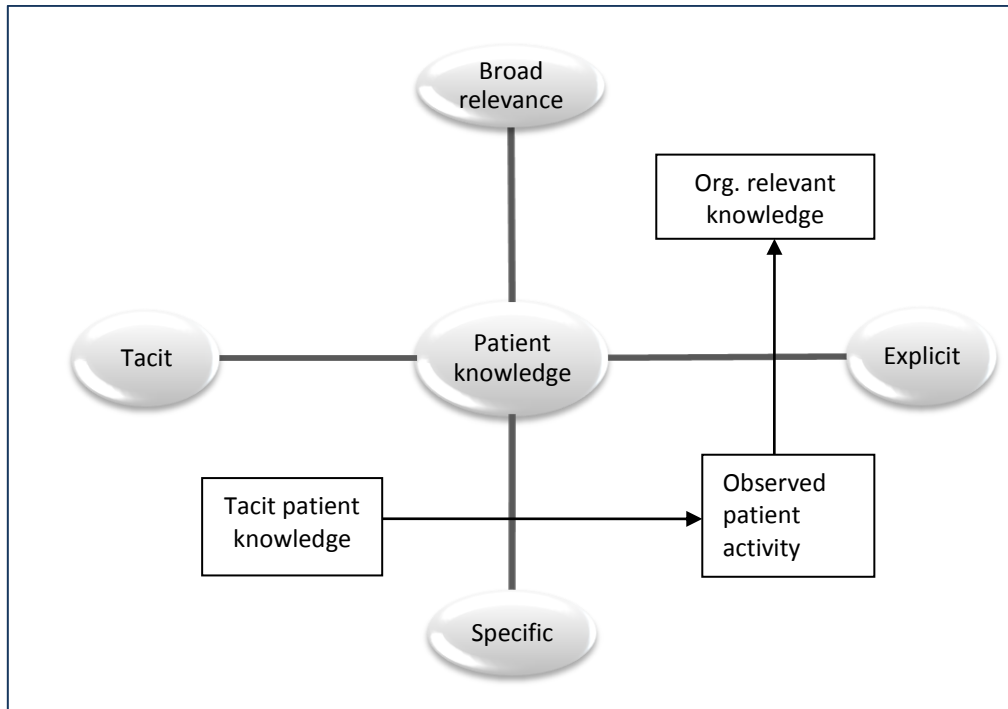 Broad
relevance
Org. relevant
knowledge
Tacit
Patient
knowledge
Explicit
Tacit patient
knowledge
Observed
patient
activity
Specific